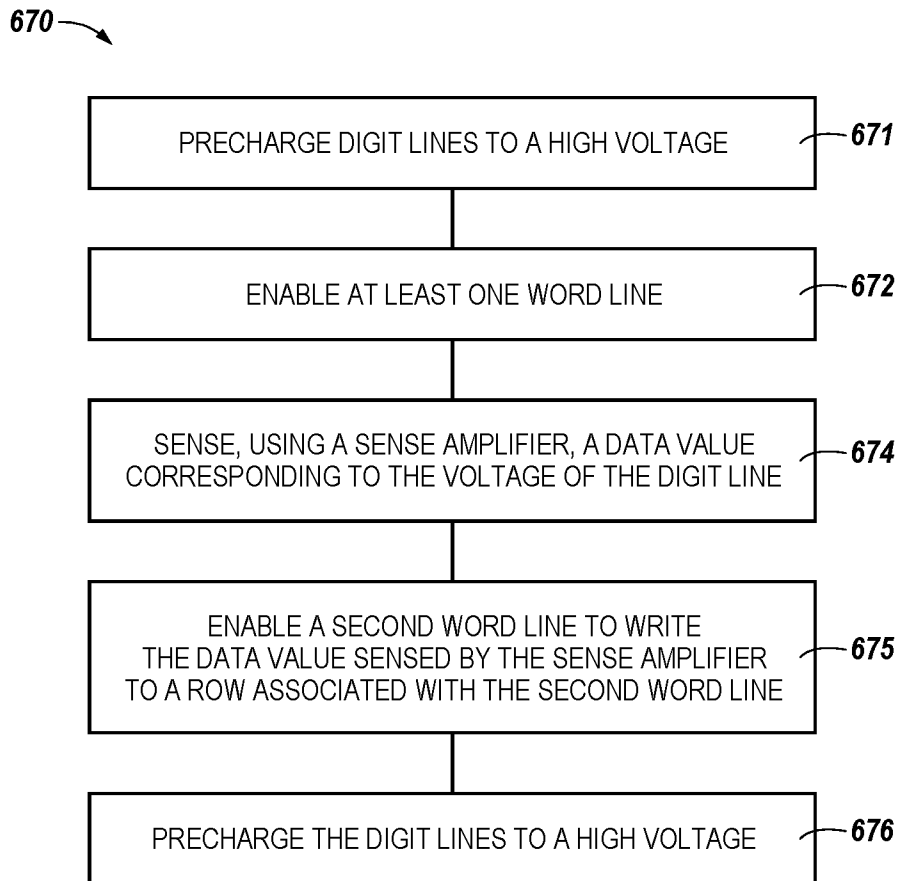 670
PRECHARGE DIGIT LINES TO A HIGH VOLTAGE
671
ENABLE AT LEAST ONE WORD LINE
672
SENSE, USING A SENSE AMPLIFIER, A DATA VALUE
CORRESPONDING TO THE VOLTAGE OF THE DIGIT LINE
674
ENABLE A SECOND WORD LINE TO WRITE
THE DATA VALUE SENSED BY THE SENSE AMPLIFIER
TO A ROW ASSOCIATED WITH THE SECOND WORD LINE
675
PRECHARGE THE DIGIT LINES TO A HIGH VOLTAGE
676